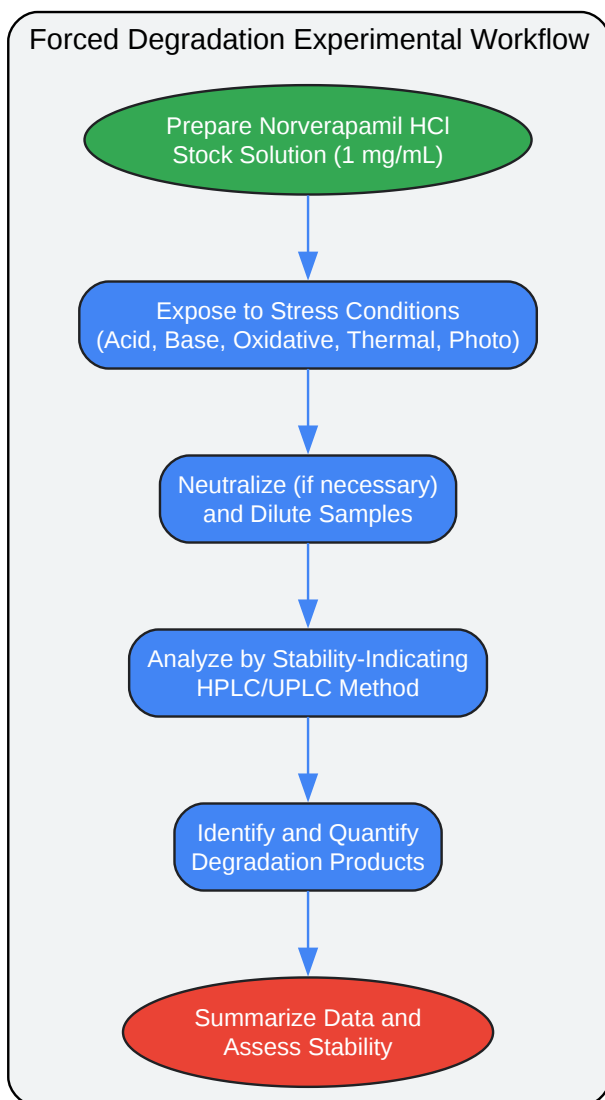 Forced Degradation Experimental Workflow
Prepare Norverapamil HCl
Stock Solution (1 mg/mL)
Expose to Stress Conditions
(Acid, Base, Oxidative, Thermal, Photo)
Neutralize (if necessary)
and Dilute Samples
Analyze by Stability-Indicating
HPLC/UPLC Method
Identify and Quantify
Degradation Products
Summarize Data and
Assess Stability